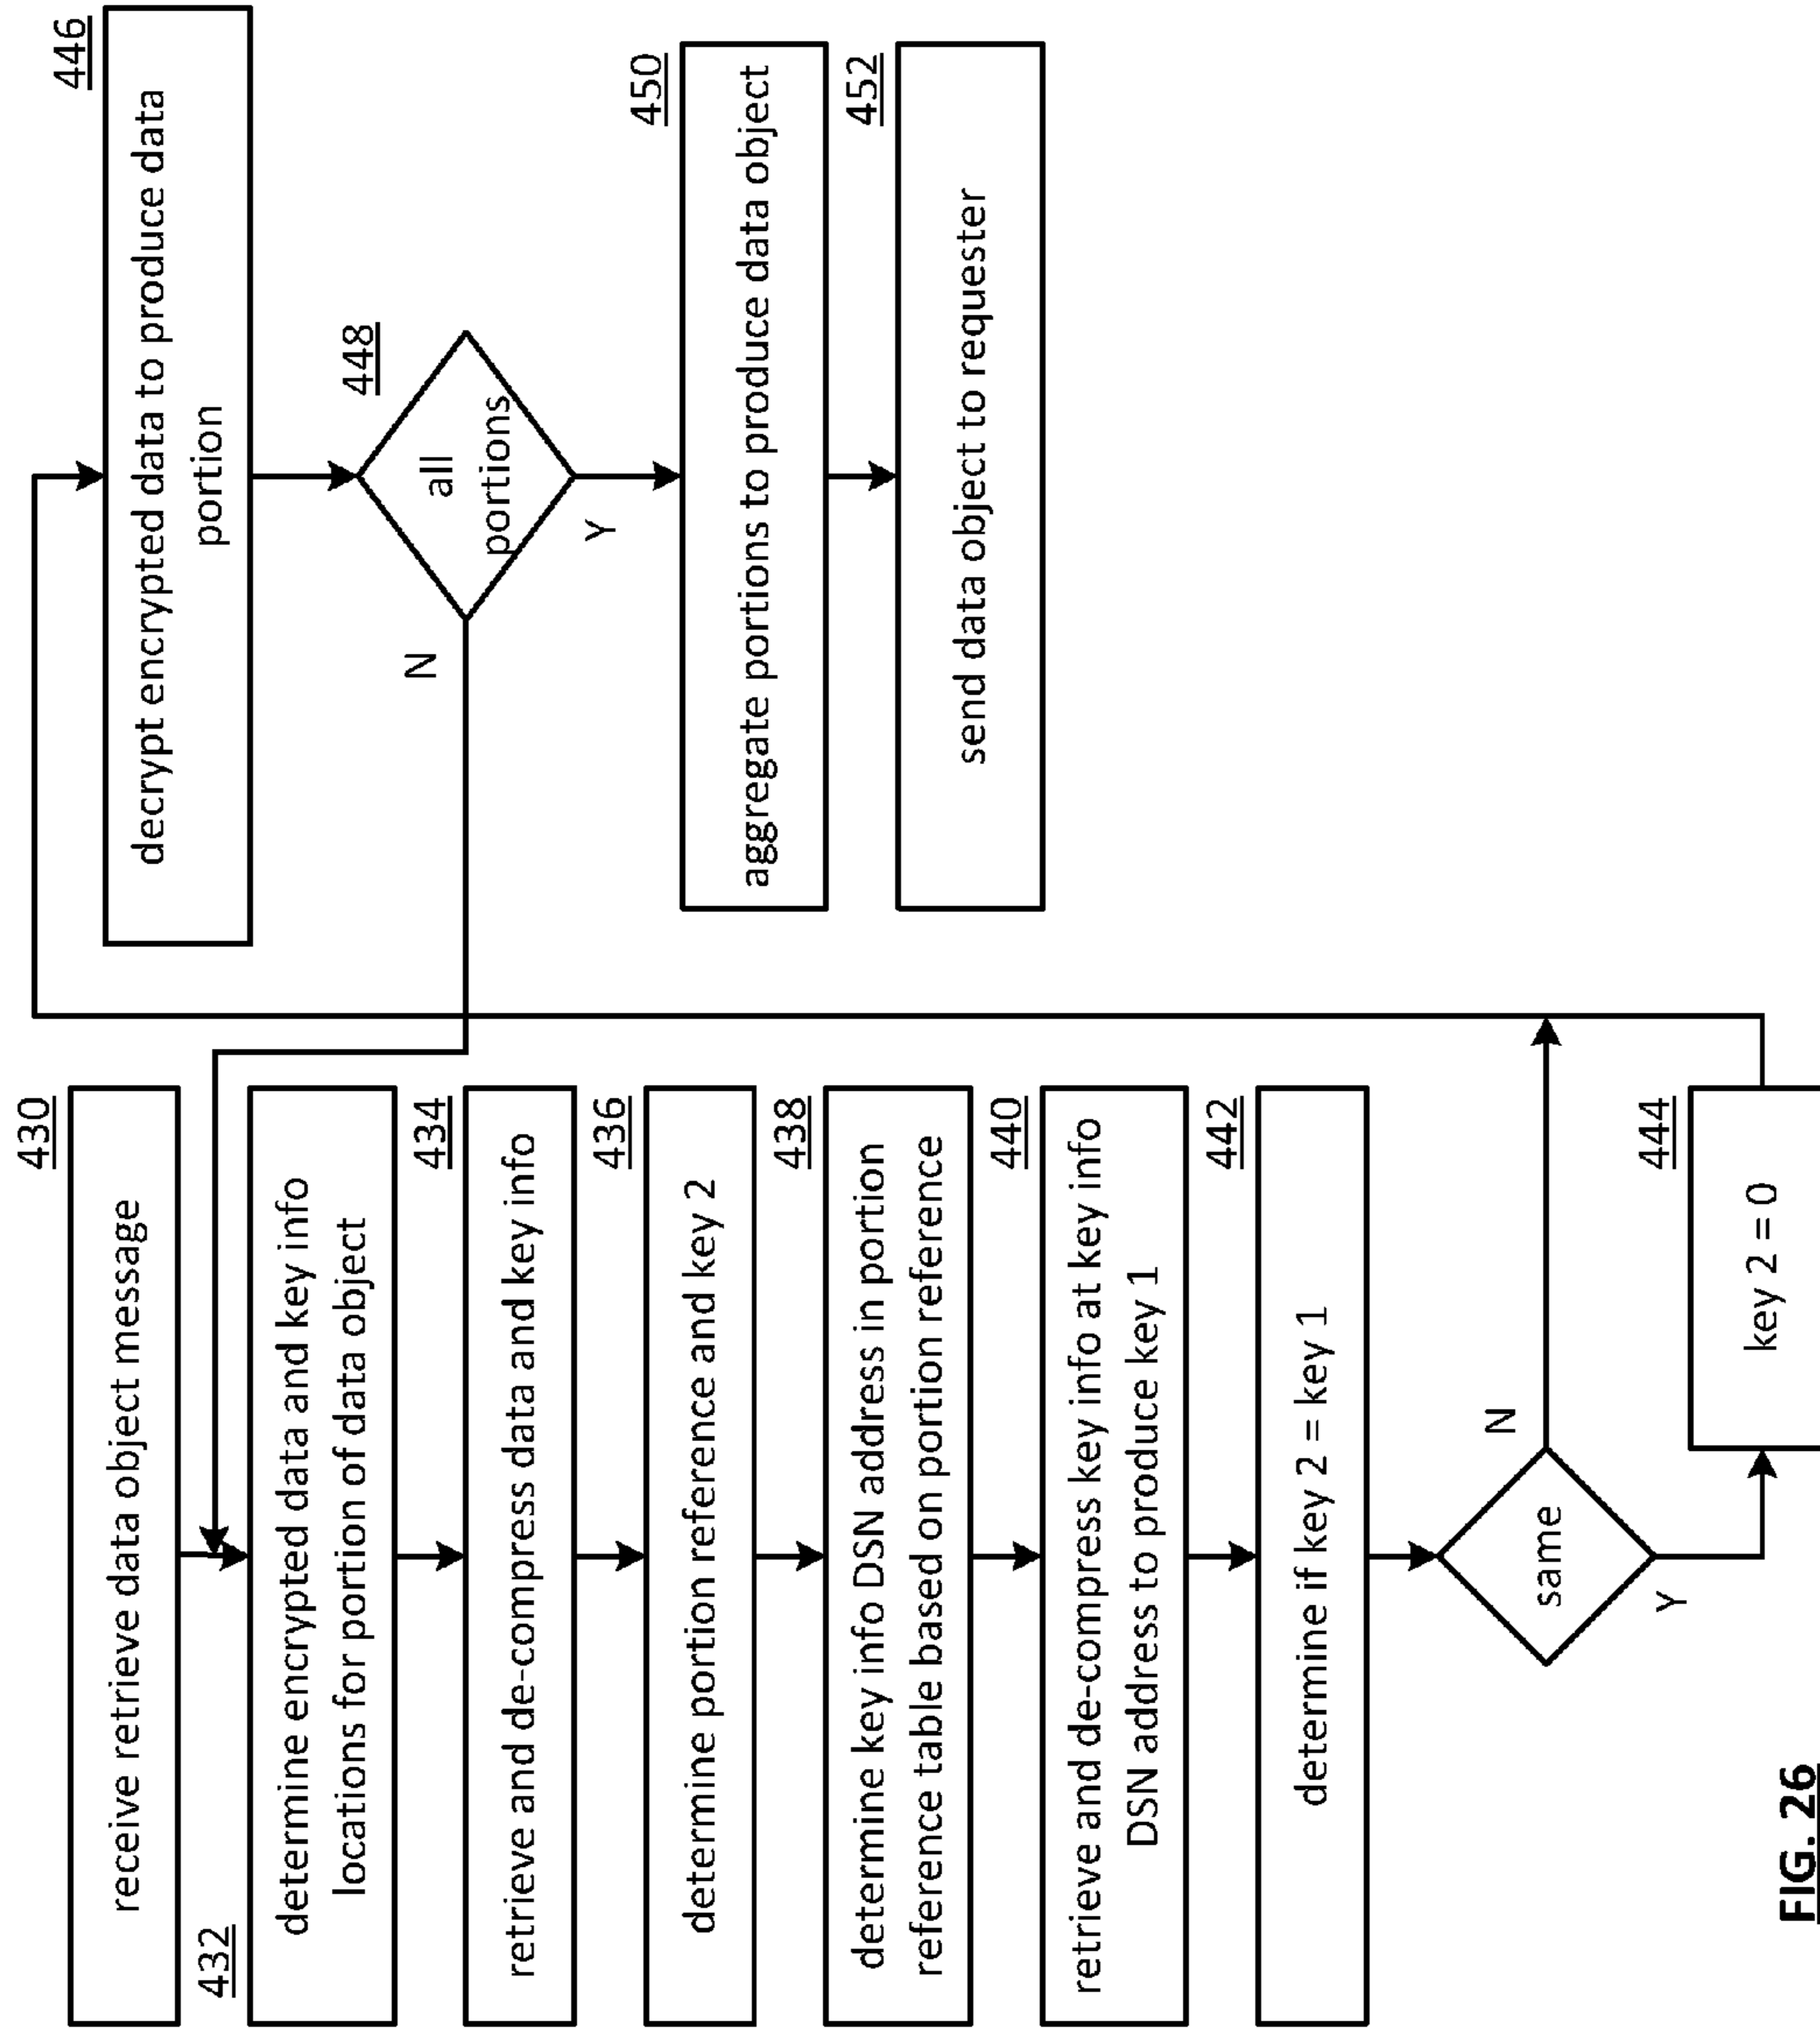 430
receive retrieve data object message
432
determine encrypted data and key info
locations for portion of data object
434
retrieve and de-compress data and key info
436
determine portion reference and key 2
438
determine key info DSN address in portion
reference table based on portion reference
440
retrieve and de-compress key info at key info
DSN address to produce key 1
442
determine if key 2 = key 1
same
N
Y
444
key 2 = 0
446
decrypt encrypted data to produce data
portion
448
all
portions
N
Y
450
aggregate portions to produce data object
452
send data object to requester
FIG. 26